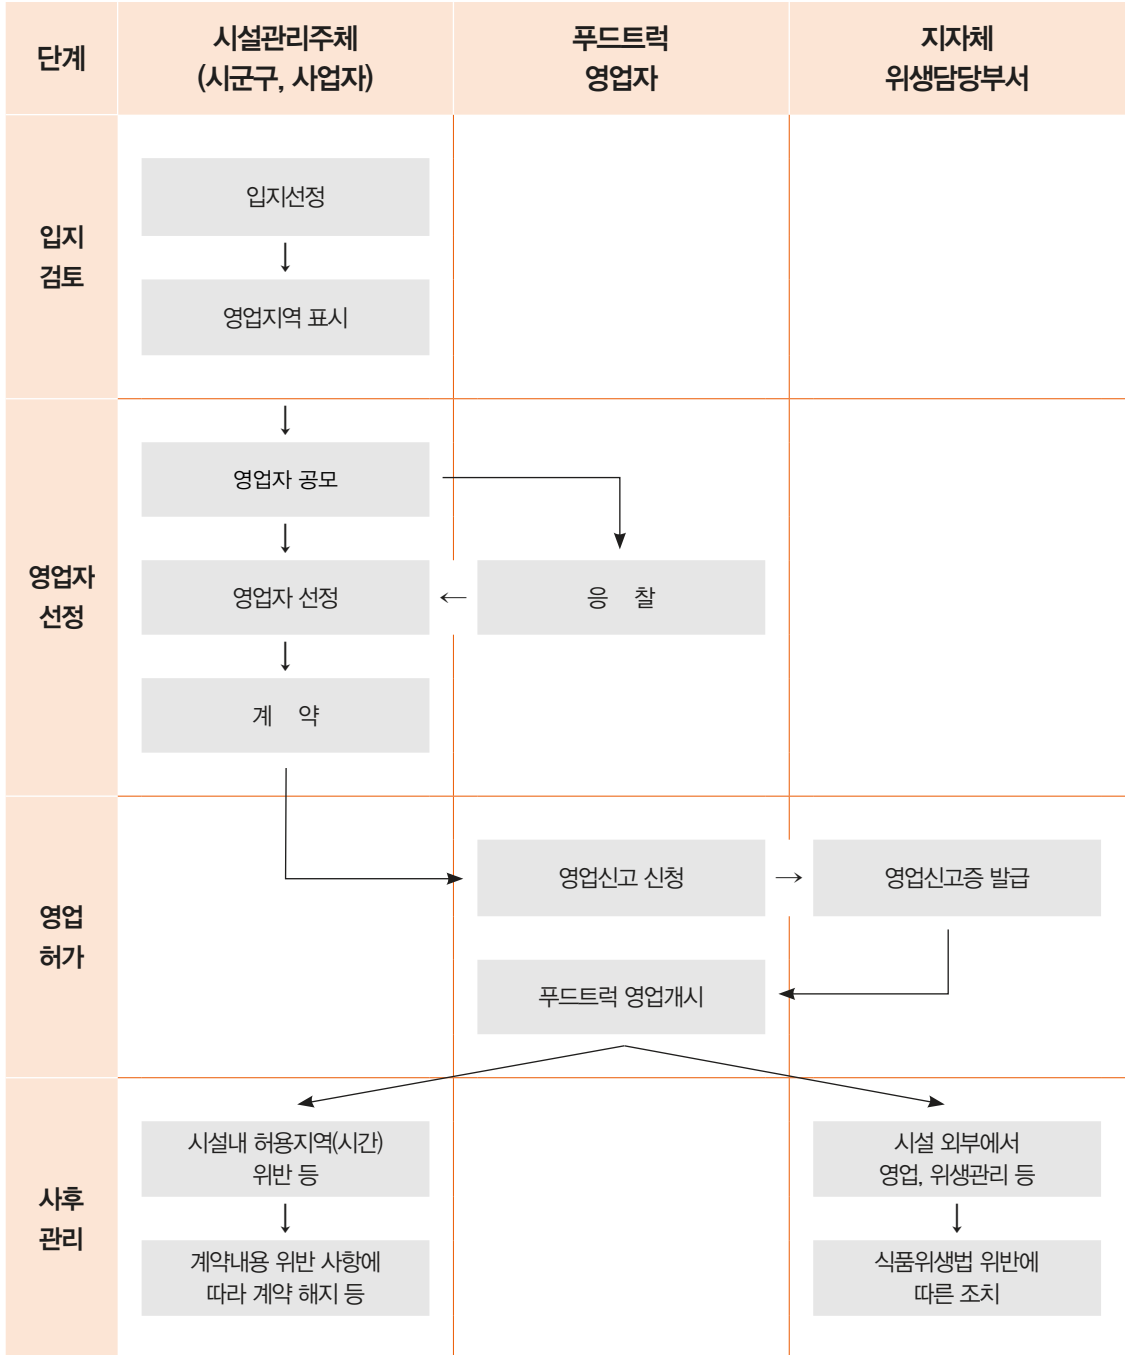 단계
시설관리주체
(시군구, 사업자)
푸드트럭
영업자
지자체
위생담당부서
입지
검토
입지선정
영업지역 표시
영업자
선정
영업자 공모
영업자 선정
응 찰
계 약
영업
허가
영업신고 신청
영업신고증 발급
푸드트럭 영업개시
사후
관리
시설내 허용지역(시간)
위반 등
시설 외부에서
영업, 위생관리 등
계약내용 위반 사항에
따라 계약 해지 등
식품위생법 위반에
따른 조치